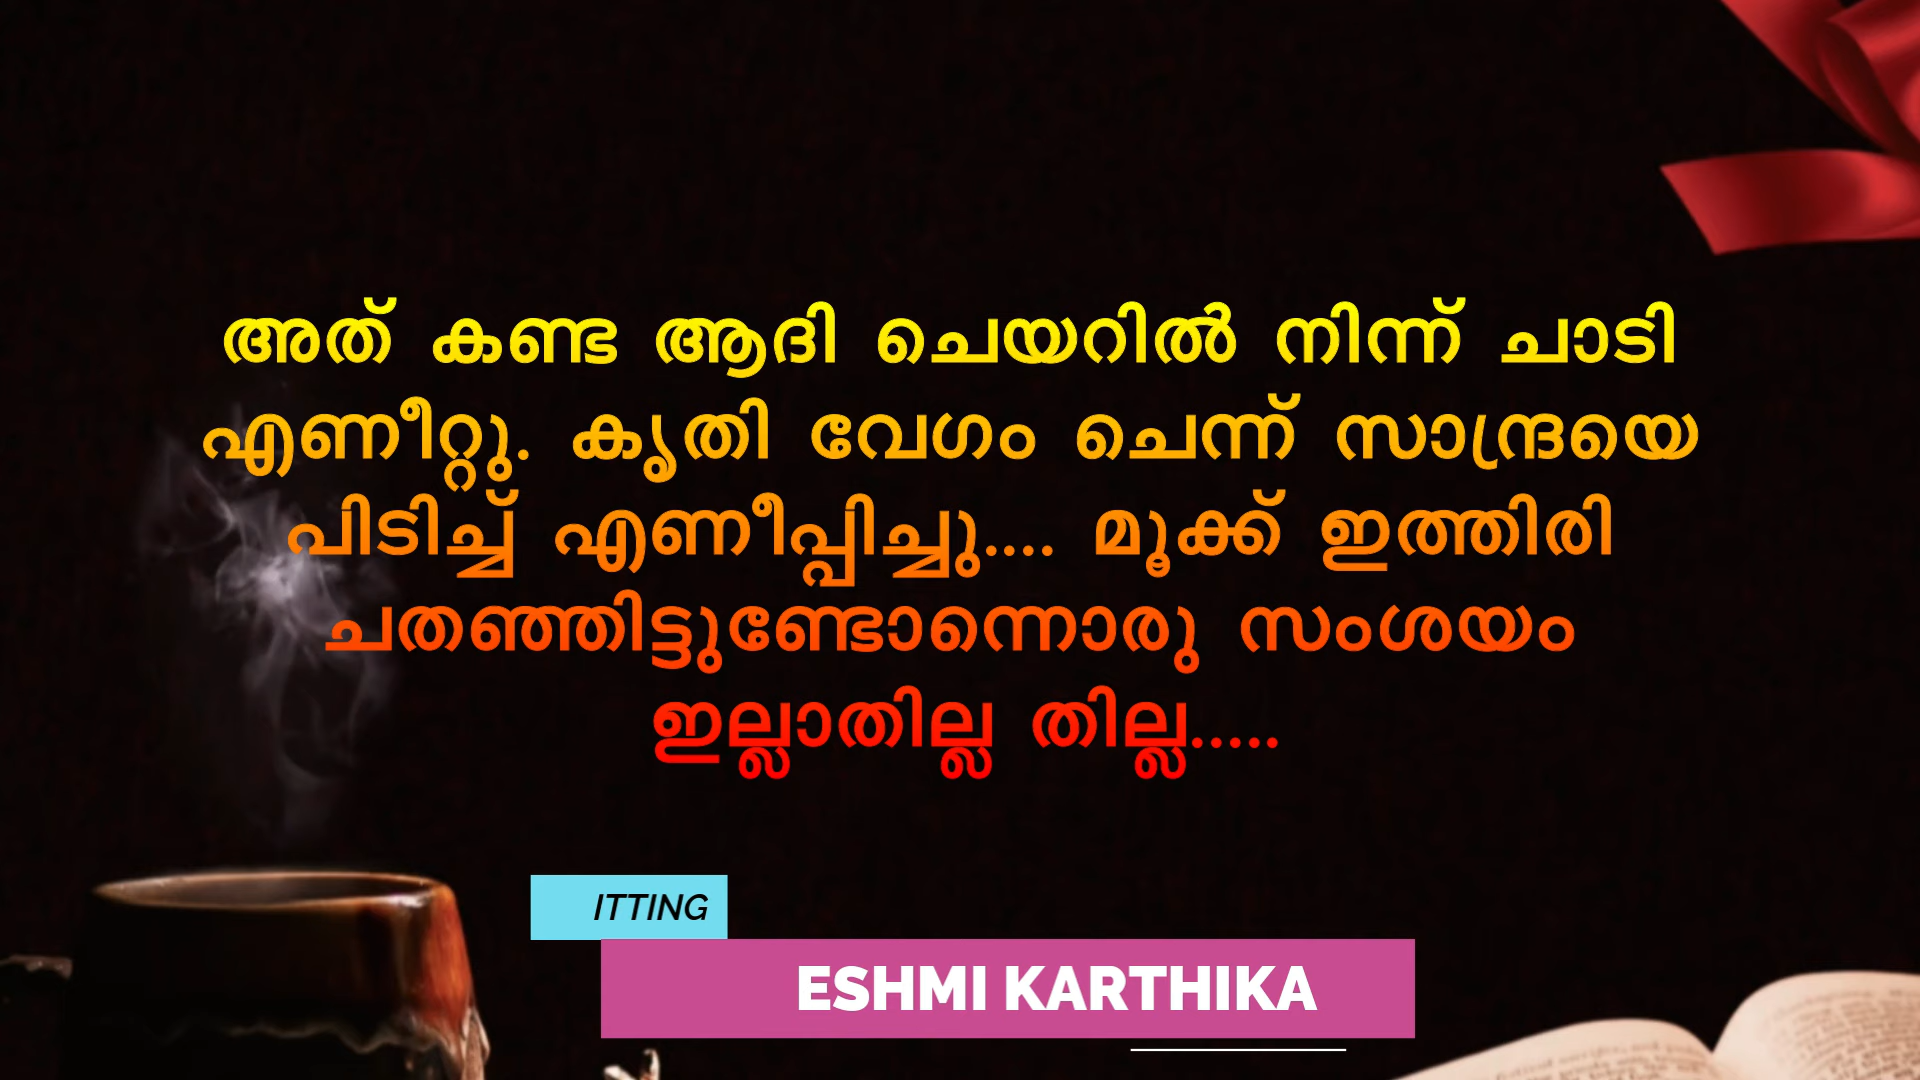 അത് കണ്ട ആദി ചെയറിൽ നിന്ന് ചാടി
എണീറ്റു. കൃതി വേഗം ചെന്ന് സാന്ദ്രയെ
പിടിച്ച് എണീപ്പിച്ചു.... മൂക്ക് ഇത്തിരി
ചതഞ്ഞിട്ടുണ്ടോന്നൊരു സംശയം
ഇല്ലാതില്ല തില്ല.....
ITTING
ESHMI KARTHIKA